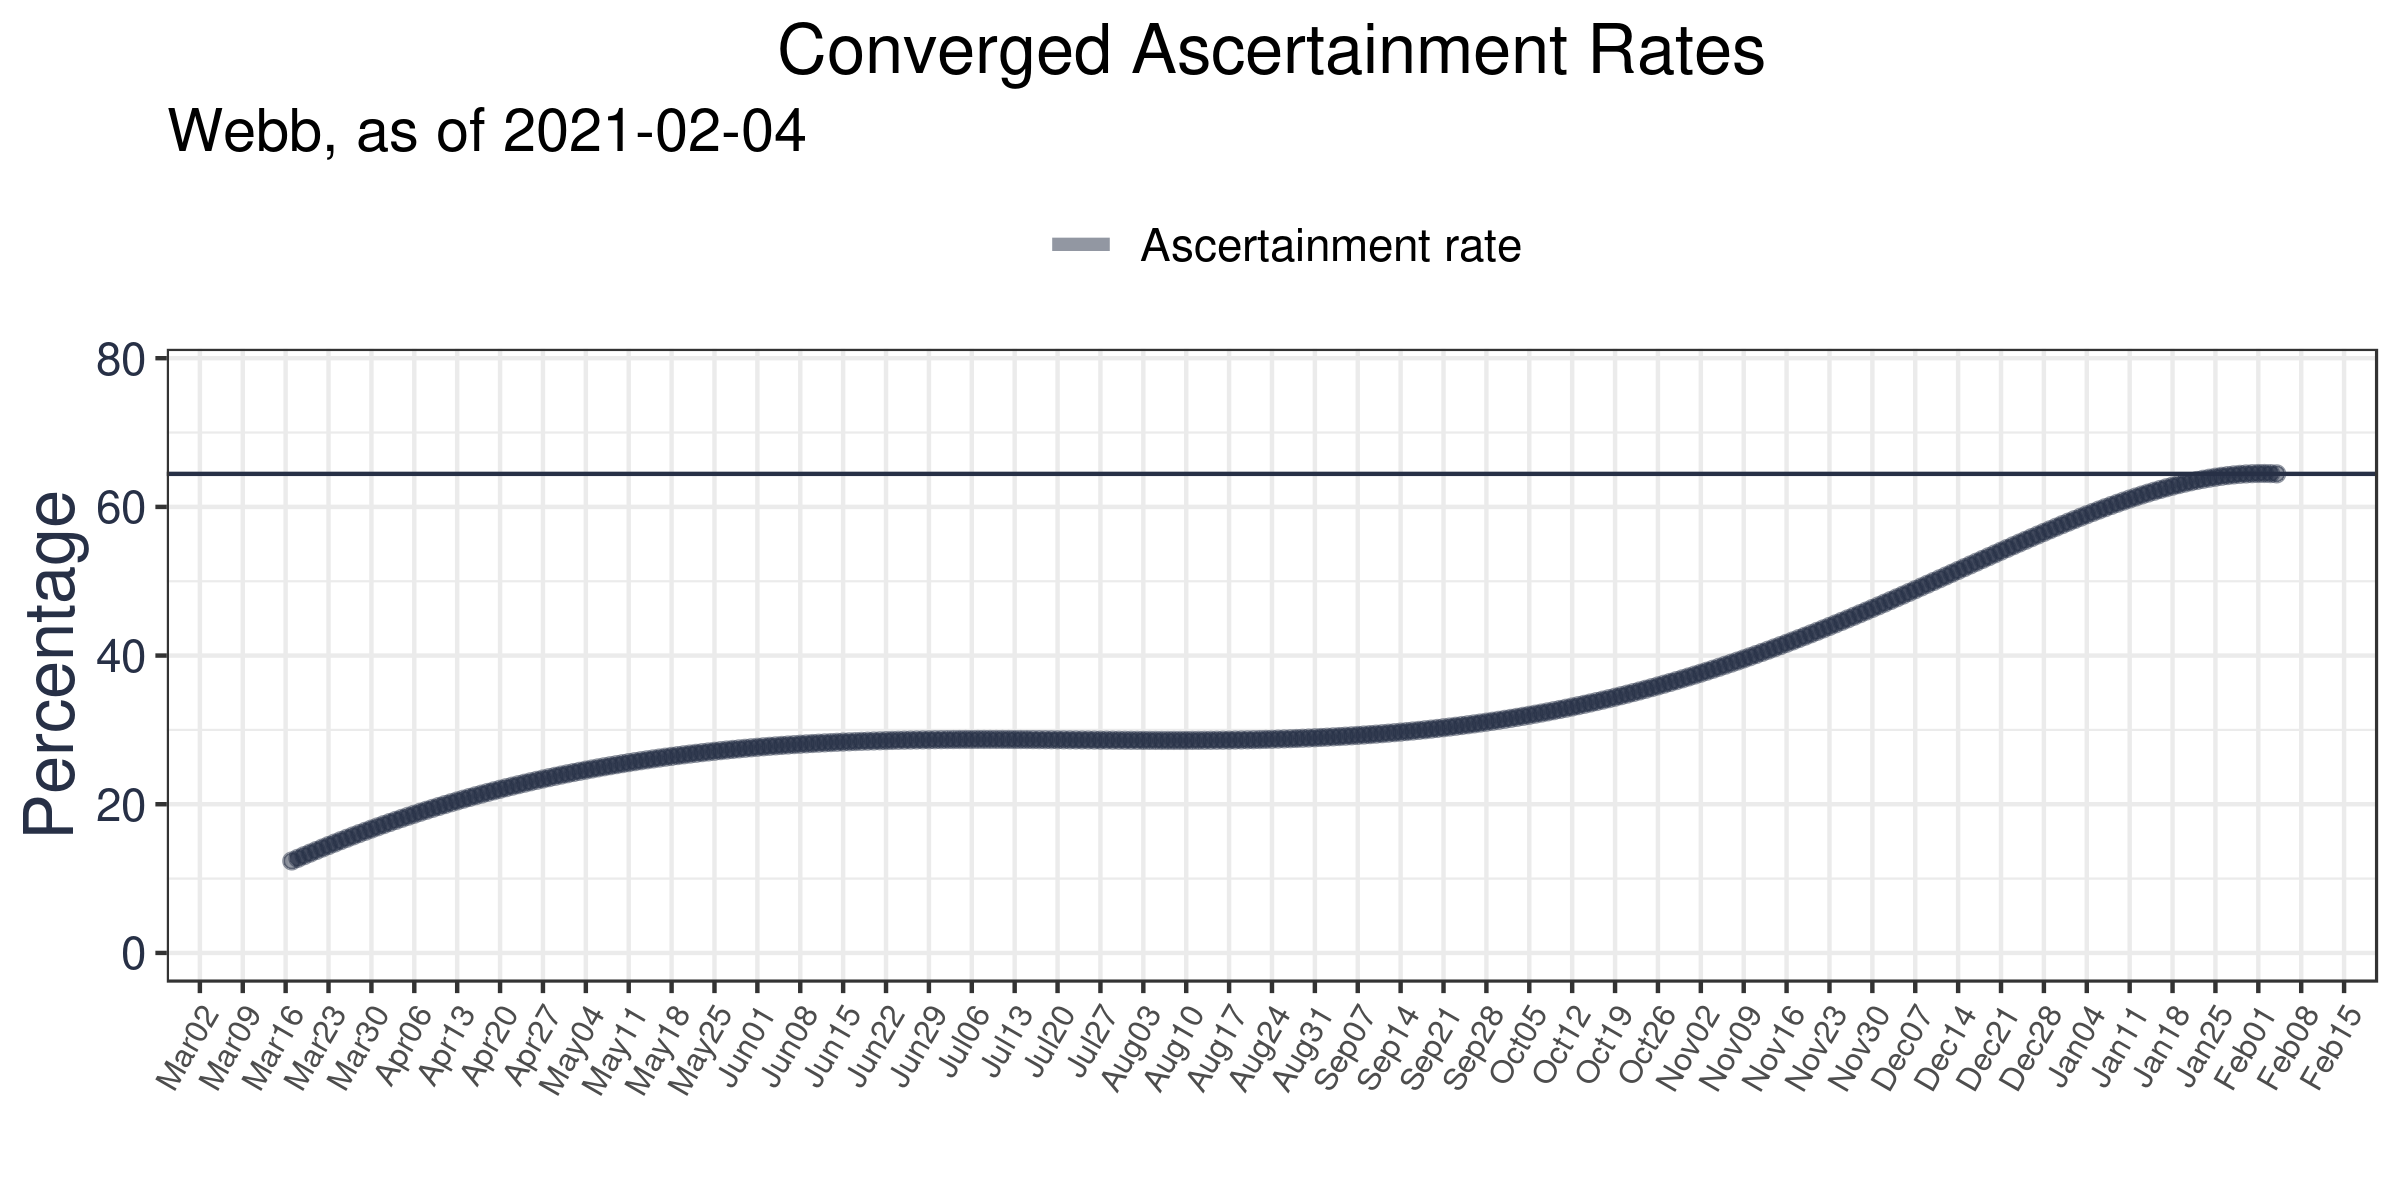 Converged Ascertainment Rates
Webb, as of 2021-02-04
Ascertainment rate
Percentage
80
60
40
20
0
Mar02 Mar09 Mar16 Mar23 Mar30 Apr06 Apr13 Apr20 Apr27 May04 May11 May18 May25 Jun01 Jun08 Jun15 Jun22 Jun29 Jul06 Jul13 Jul20 Jul27 Aug03 Aug10 Aug17 Aug24 Aug31 Sep07 Sep14 Sep21 Sep28 Oct05 Oct12 Oct19 Oct26 Nov02 Nov09 Nov16 Nov23 Nov30 Dec07 Dec14 Dec21 Dec28 Jan04 Jan11 Jan18 Jan25 Feb01 Feb08 Feb15